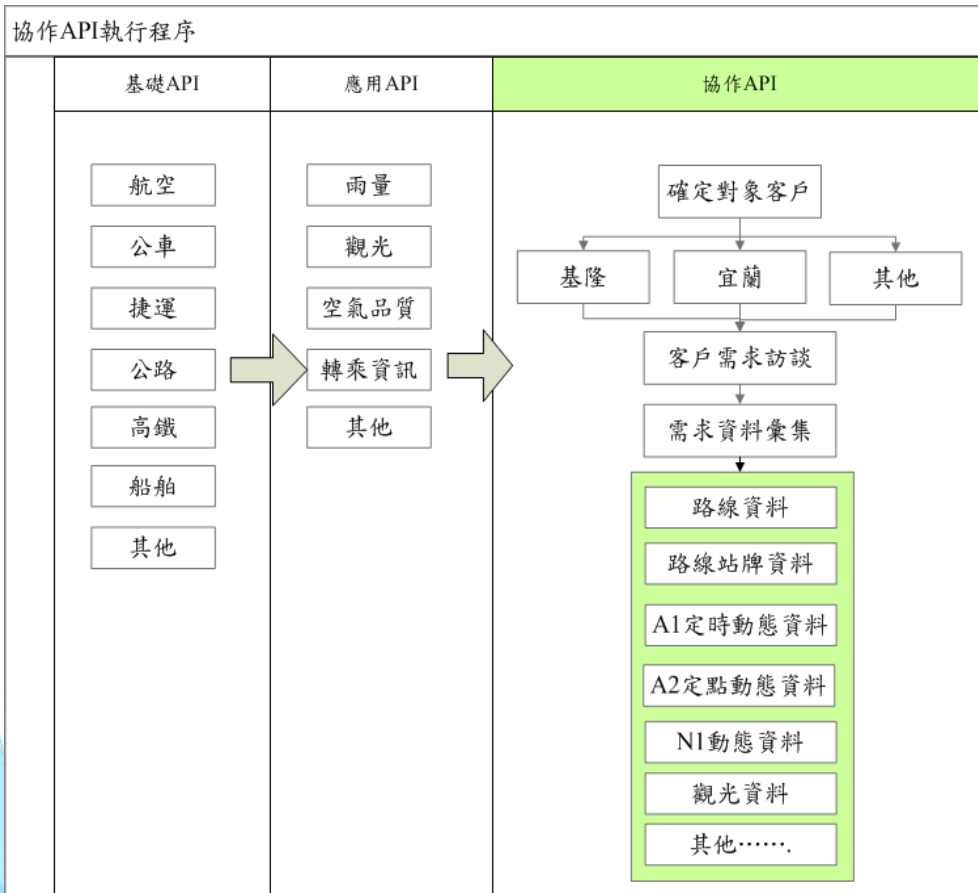 協作API執行程序
基礎API
應用API
協作API
航空
公車
捷運
公路
高鐵
船舶
其他
雨量
觀光
空氣品質
轉乘資訊
其他
確定對象客戶
基隆
宜蘭
其他
客戶需求訪談
需求資料彙集
路線資料
路線站牌資料
A1定時動態資料
A2定點動態資料
N1動態資料
觀光資料
其他…….